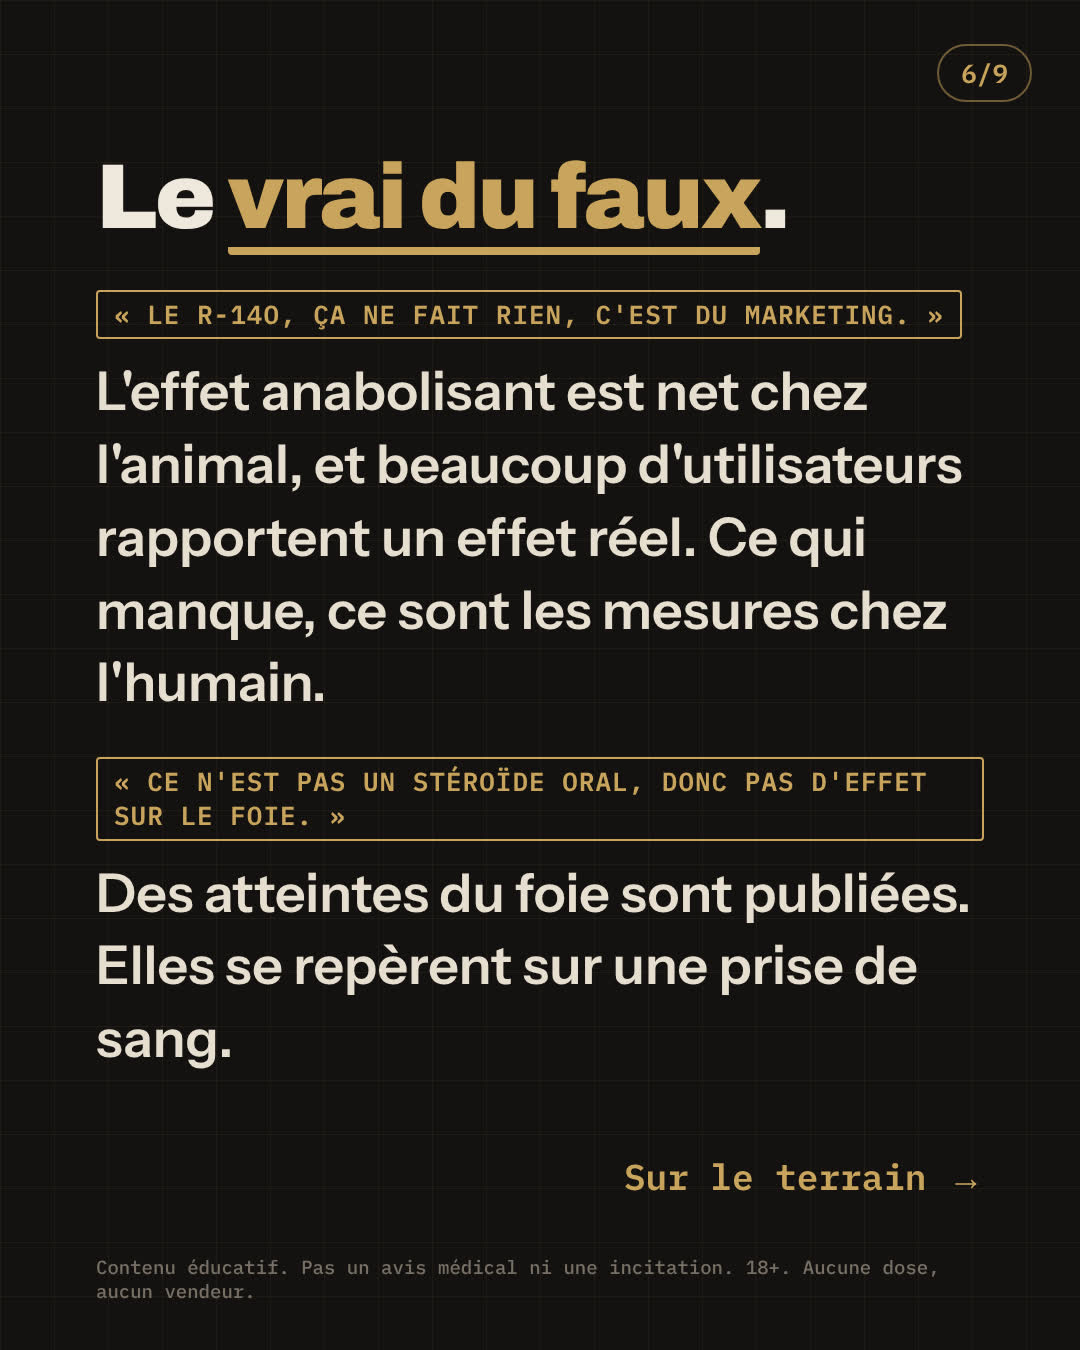 6/9
Le vrai du faux.
« LE R-14O, ÇA NE FAIT RIEN, C'EST DU MARKETING. »
L'effet anabolisant est net chez
l'animal, et beaucoup d'utilisateurs
rapportent un effet réel. Ce qui
manque, ce sont les mesures chez
l'humain.
« CE N'EST PAS UN STÉROÏDE ORAL, DONC PAS D'EFFET
SUR LE FOIE. »
Des atteintes du foie sont publiées.
Elles se repèrent sur une prise de
sang.
Sur le terrain →
Contenu éducatif. Pas un avis médical ni une incitation. 18+. Aucune dose,
aucun vendeur.